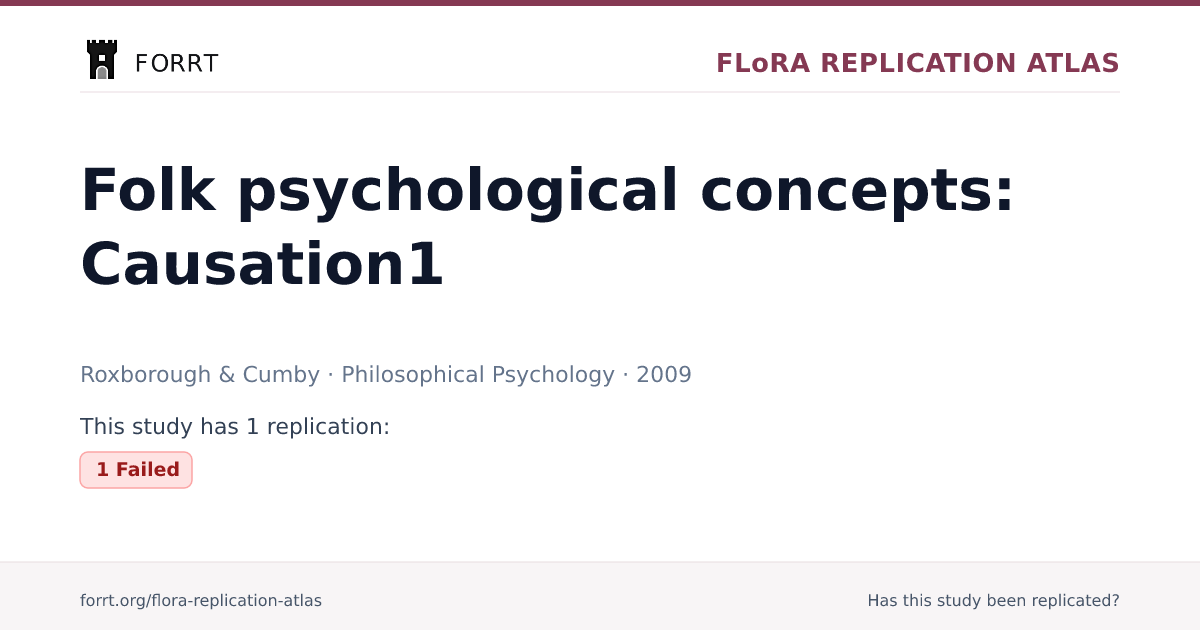 FORRT
FLoRA REPLICATION ATLAS
Folk psychological concepts:
Causation1
Roxborough & Cumby · Philosophical Psychology · 2009
This study has 1 replication:
1 Failed
forrt.org/flora-replication-atlas
Has this study been replicated?